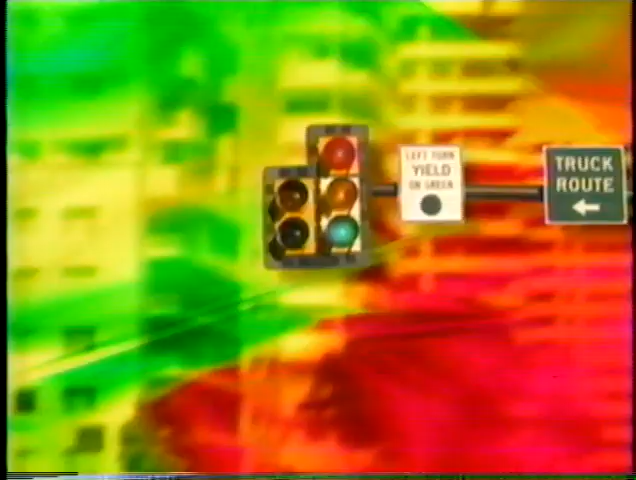 LEFT TURN
YIELD
ON GREEN
TRUCK
ROUTE